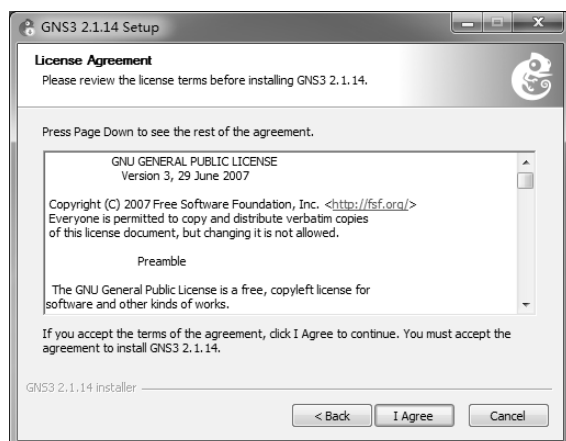 GNS3 2.1.14 Setup
License Agreement
Please review the license terms before installing GNS3 2.1.14.
Press Page Down to see the rest of the agreement.
GNU GENERAL PUBLIC LICENSE
Version 3, 29 June 2007
Copyright (C) 2007 Free Software Foundation, Inc. <http://fsf.org/>
Everyone is permitted to copy and distribute verbatim copies
of this license document, but changing it is not allowed.
Preamble
The GNU General Public License is a free, copyleft license for
software and other kinds of works.
If you accept the terms of the agreement, click I Agree to continue. You must accept the
agreement to install GNS3 2.1.14.
GNS3 2.1.14 installer
< Back I Agree Cancel